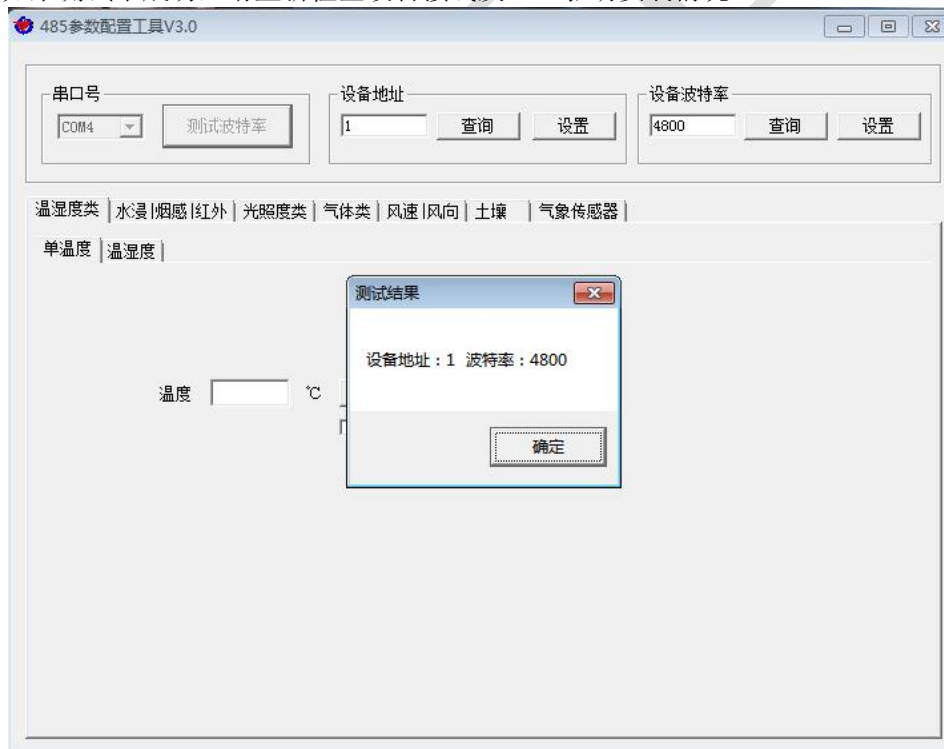 485参数配置工具V3.0
串口号
设备地址
设备波特率
COM4 测试波特率
1 查询 设置
4800 查询 设置
温湿度类 水浸|烟感|红外 光照度类 气体类 风速|风向 土壤 气象传感器
单温度 温湿度
测试结果
设备地址：1 波特率：4800
温度 ℃
确定